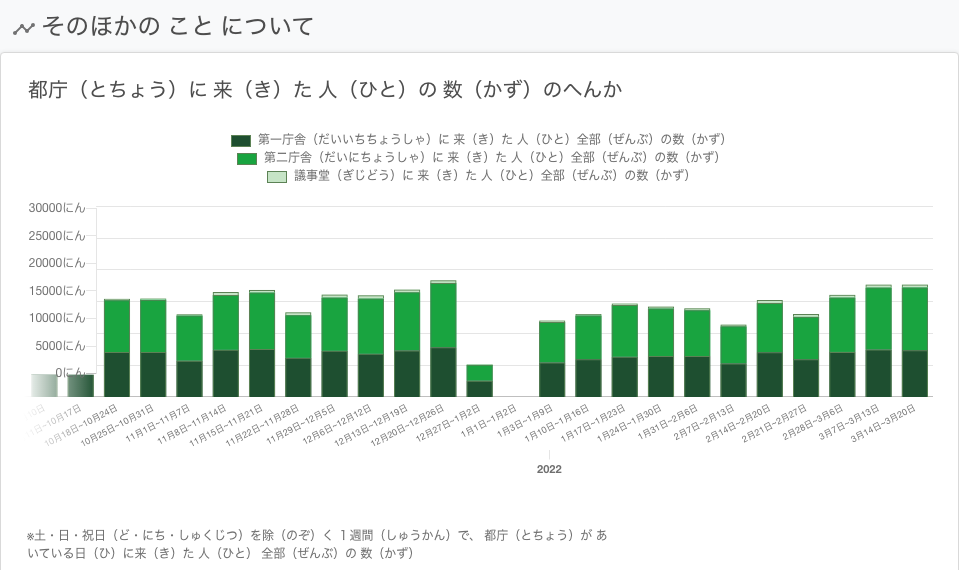 そのほかの こと について
都庁（とちょう）に 来（き）た 人（ひと）の 数（かず）のへんか
第一庁舎（だいいちちょうしゃ）に 来（き）た 人（ひと）全部（ぜんぶ）の数（かず）
第二庁舎（だいにちょうしゃ）に 来（き）た 人（ひと）全部（ぜんぶ）の数（かず）
議事堂（ぎじどう）に 来（き）た 人（ひと）全部（ぜんぶ）の数（かず）
30000にん
25000にん
20000にん
15000にん
10000にん
5000にん
0にん
10月18日~10月24日
10月25日~10月31日
11月1日~11月7日
11月8日~11月14日
11月15日~11月21日
11月22日~11月28日
11月29日~12月5日
12月6日~12月12日
12月13日~12月19日
12月20日~12月26日
12月27日~1月2日
1月1日~1月2日
1月3日~1月9日
1月10日~1月16日
1月17日~1月23日
1月24日~1月30日
1月31日~2月6日
2月7日~2月13日
2月14日~2月20日
2月21日~2月27日
2月28日~3月6日
3月7日~3月13日
3月14日~3月20日
2022
※土・日・祝日（ど・にち・しゅくじつ）を除（のぞ）く １週間（しゅうかん）で、 都庁（とちょう）が あ
いている日（ひ）に来（き）た 人（ひと） 全部（ぜんぶ）の 数（かず）